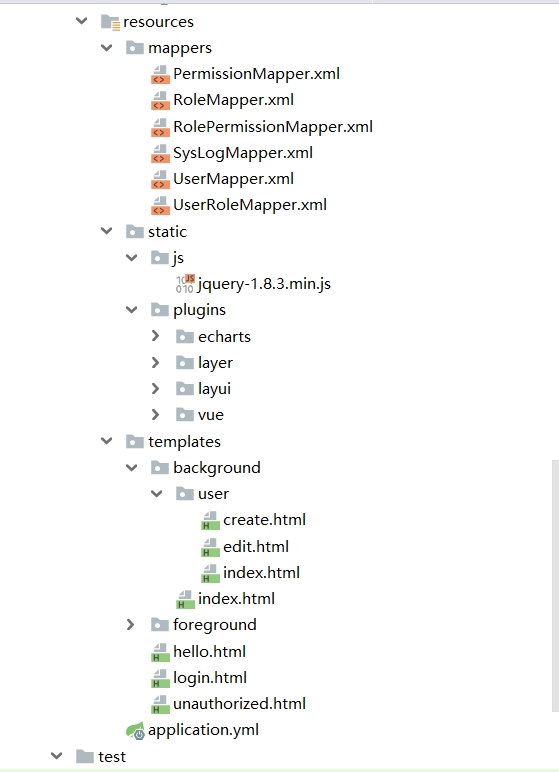 resources
mappers
PermissionMapper.xml
RoleMapper.xml
RolePermissionMapper.xml
SysLogMapper.xml
UserMapper.xml
UserRoleMapper.xml
static
js
jquery-1.8.3.min.js
plugins
echarts
layer
layui
vue
templates
background
user
create.html
edit.html
index.html
index.html
foreground
hello.html
login.html
unauthorized.html
application.yml
test